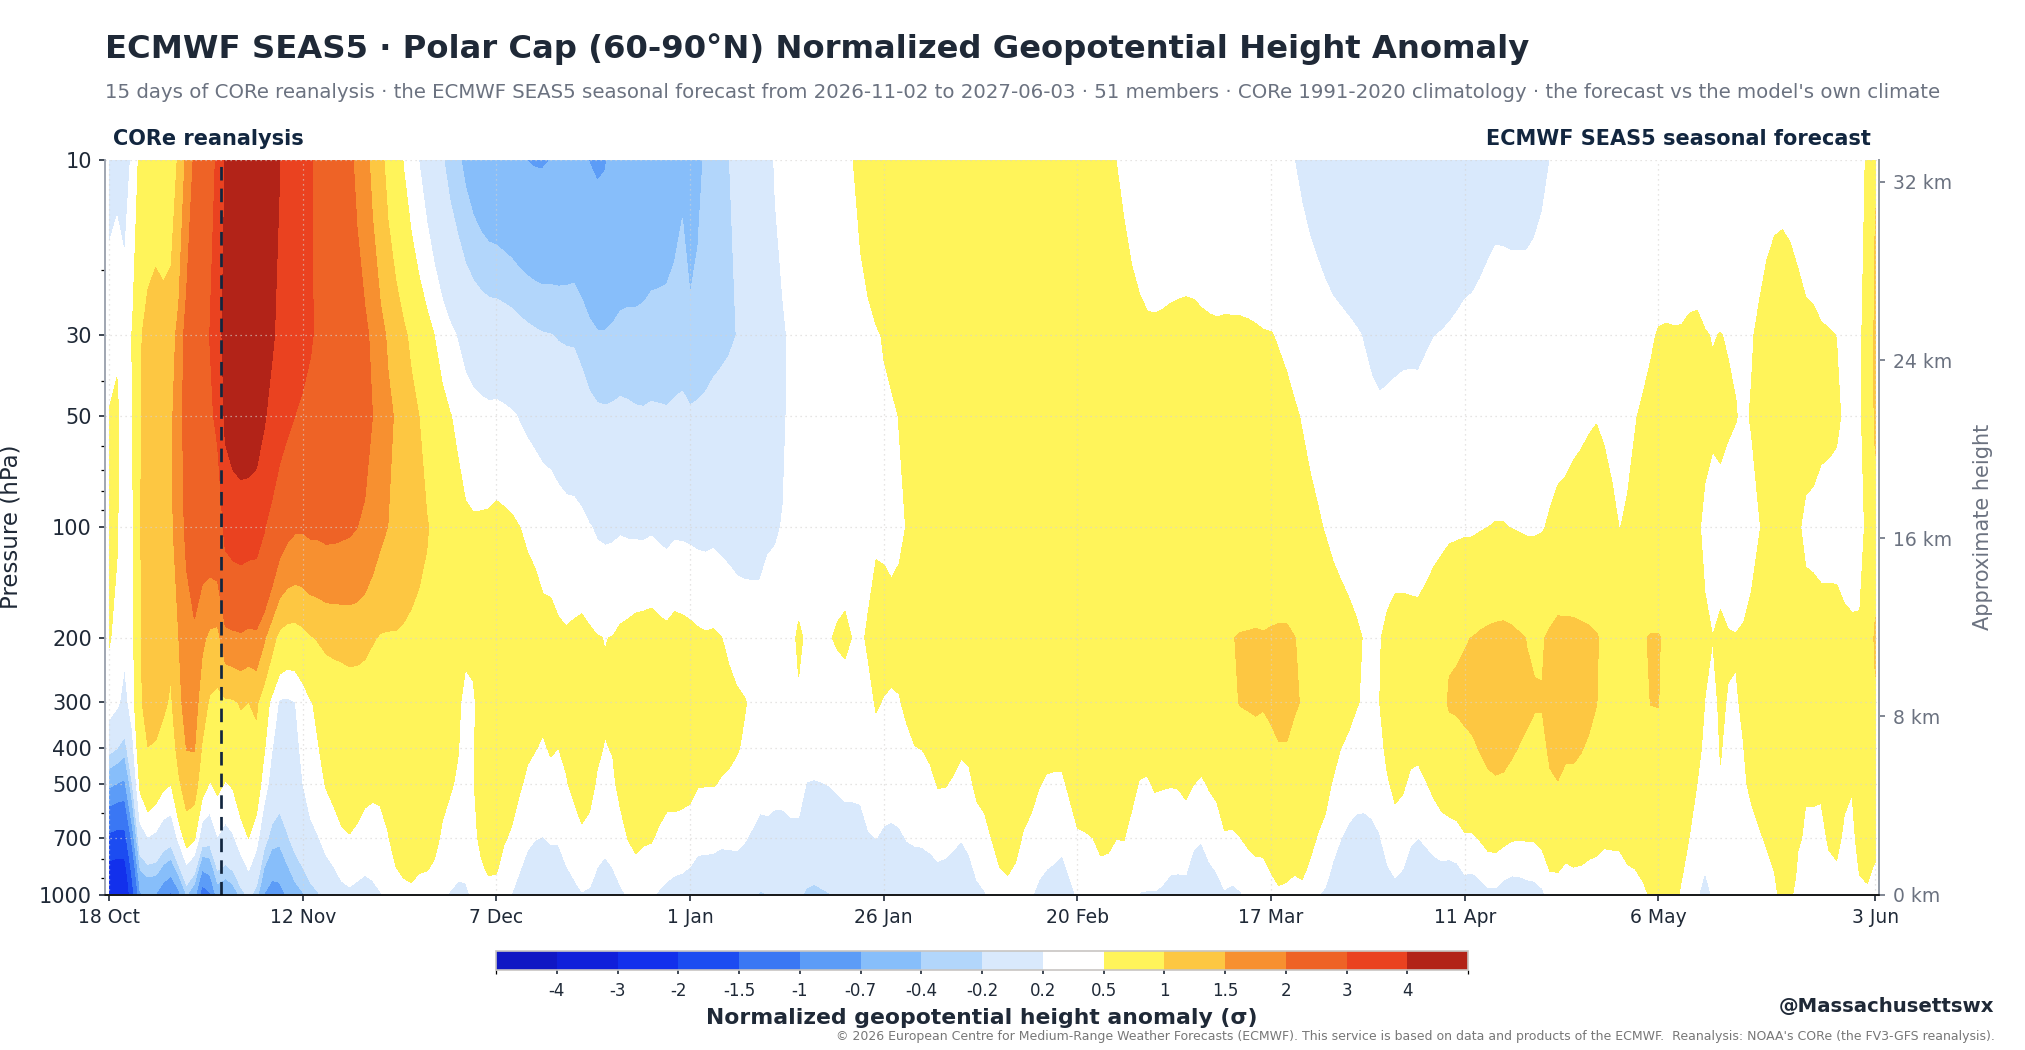 ECMWF SEAS5 · Polar Cap (60-90°N) Normalized Geopotential Height Anomaly
15 days of CORe reanalysis · the ECMWF SEAS5 seasonal forecast from 2026-11-02 to 2027-06-03 · 51 members · CORe 1991-2020 climatology · the forecast vs the model's own climate
CORe reanalysis
ECMWF SEAS5 seasonal forecast
Pressure (hPa)
10
30
50
100
200
300
400
500
700
1000
32 km
24 km
16 km
8 km
0 km
Approximate height
18 Oct 12 Nov 7 Dec 1 Jan 26 Jan 20 Feb 17 Mar 11 Apr 6 May 3 Jun
-4 -3 -2 -1.5 -1 -0.7 -0.4 -0.2 0.2 0.5 1 1.5 2 3 4
Normalized geopotential height anomaly (σ)
@Massachusettswx
© 2026 European Centre for Medium-Range Weather Forecasts (ECMWF). This service is based on data and products of the ECMWF. Reanalysis: NOAA's CORe (the FV3-GFS reanalysis).